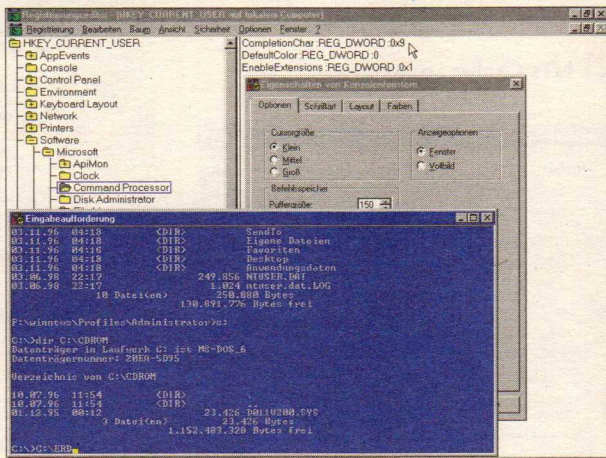 Registrierungseditor - [HKEY_CURRENT_USER auf lokalem Computer]
Registrierung Bearbeiten Baum Ansicht Sicherheit Optionen Fenster ?
HKEY_CURRENT_USER
AppEvents
Console
Control Panel
Environment
Keyboard Layout
Network
Printers
Software
Microsoft
ApiMon
Clock
Command Processor
Disk Administrator
CompletionChar:REG_DWORD:0x9
DefaultColor:REG_DWORD:0
EnableExtensions:REG_DWORD:0x1
Eigenschaften von Konsolenfenstern
Optionen Schriftart Layout Farben
Cursorgröße
Klein
Mittel
Groß
Anzeigeoptionen
Fenster
Vollbild
Befehlsspeicher
Puffergröße: 150
Eingabeaufforderung
03.11.96 04:18 <DIR> SendTo
03.11.96 04:18 <DIR> Eigene Dateien
03.11.96 04:18 <DIR> Favoriten
03.11.96 04:18 <DIR> Desktop
03.11.96 04:18 <DIR> Anwendungsdaten
03.06.98 22:17 249.856 NTUSER.DAT
03.06.98 22:17 1.024 ntuser.dat.LOG
10 Datei(en) 250.880 Bytes
130.891.776 Bytes frei
F:\winntws\Profiles\Administrator>c:
C:\>dir C:\CDROM
Datenträger in Laufwerk C: ist MS-DOS_6
Datenträgernummer: 20EA-5D95
Verzeichnis von C:\CDROM
10.07.96 11:54 <DIR> .
10.07.96 11:54 <DIR> ..
01.12.95 00:12 23.426 D011V200.SYS
3 Datei(en) 23.426 Bytes
1.152.483.328 Bytes frei
C:\>C:\ERD